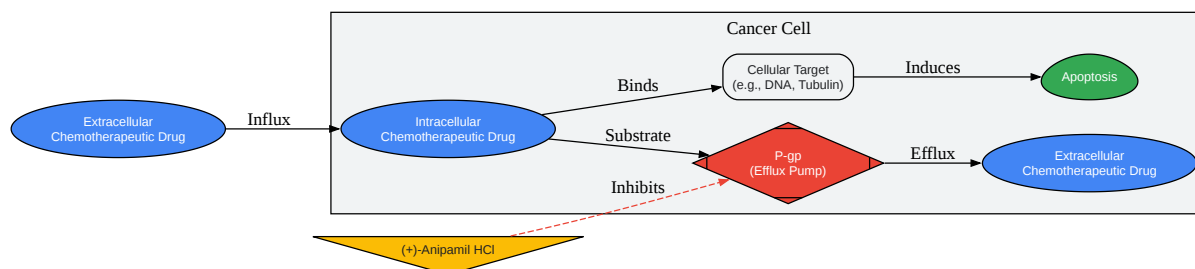 Cancer Cell
Extracellular
Chemotherapeutic Drug
Influx
Intracellular
Chemotherapeutic Drug
Binds
Cellular Target
(e.g., DNA, Tubulin)
Induces
Apoptosis
Substrate
P-gp
(Efflux Pump)
Efflux
Extracellular
Chemotherapeutic Drug
Inhibits
(+)-Anipamil HCl